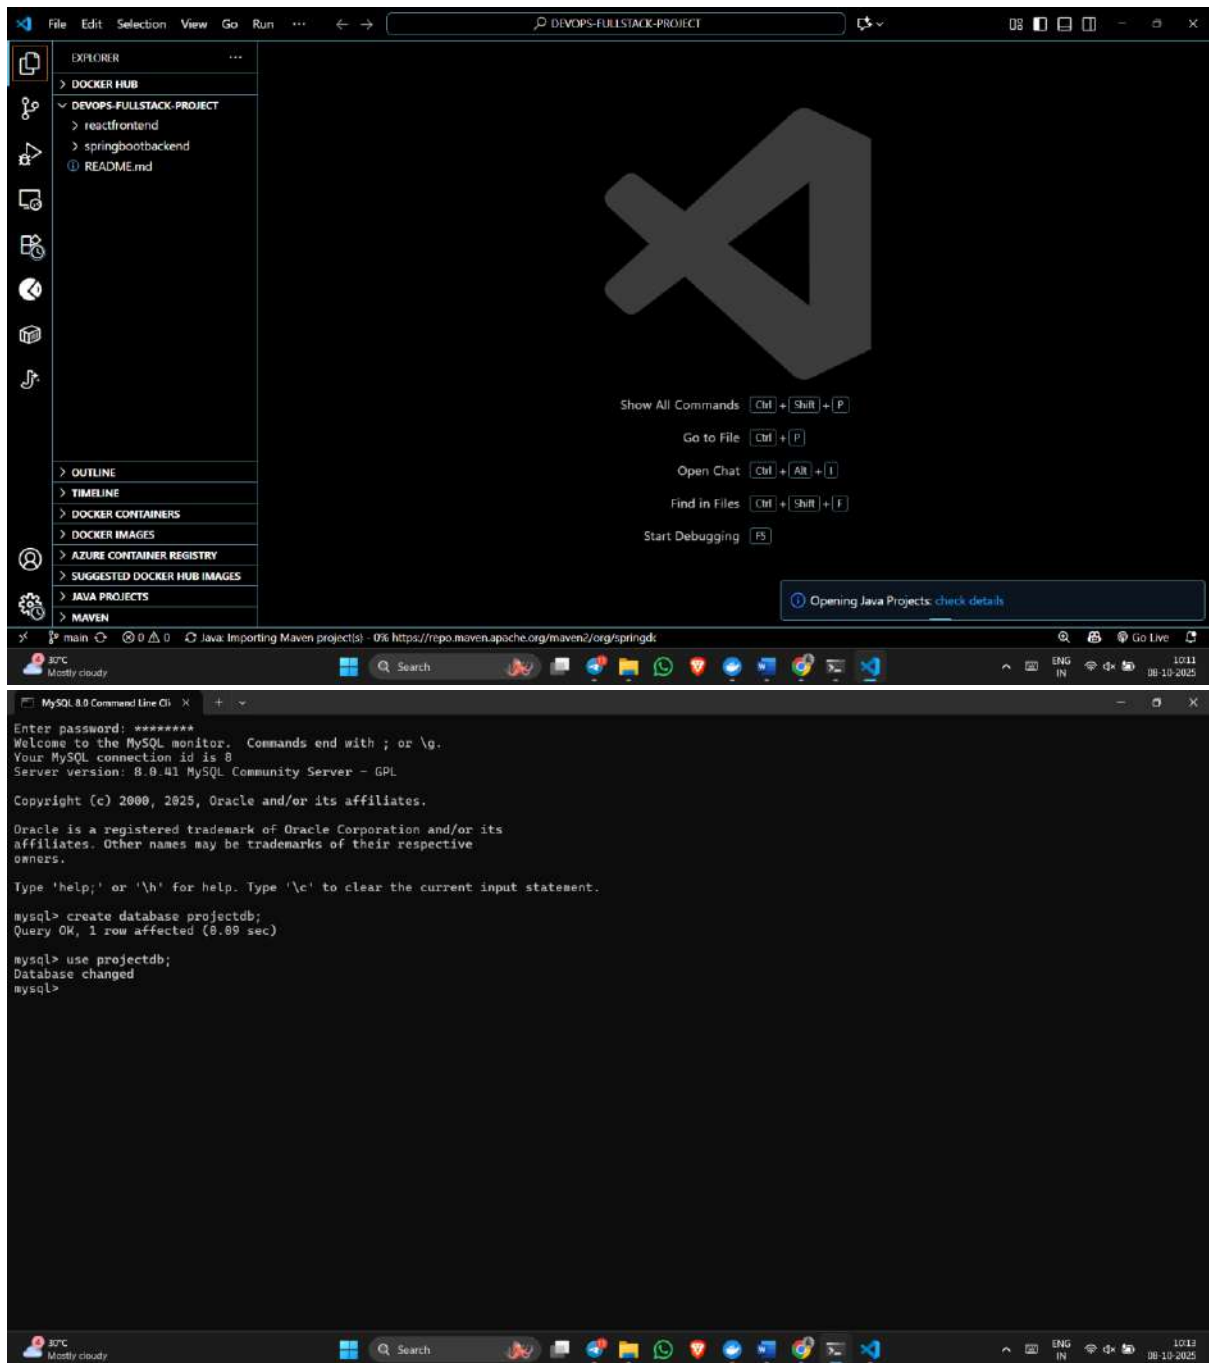 File Edit Selection View Go Run ··· DEVOPS-FULLSTACK-PROJECT
EXPLORER ···
DOCKER HUB
DEVOPS-FULLSTACK-PROJECT
reactfrontend
springbootbackend
README.md
Show All Commands Ctrl + Shift + P
Go to File Ctrl + P
Open Chat Ctrl + Alt + I
Find in Files Ctrl + Shift + F
Start Debugging F5
OUTLINE
TIMELINE
DOCKER CONTAINERS
DOCKER IMAGES
AZURE CONTAINER REGISTRY
SUGGESTED DOCKER HUB IMAGES
JAVA PROJECTS
MAVEN
Opening Java Projects: check details
main 0 0 Java: Importing Maven project(s) - 0% https://repo.maven.apache.org/maven2/org/springdc Go Live
30°C
Mostly cloudy
Search
ENG
IN
10:11
08-10-2025
MySQL 8.0 Command Line Cli
Enter password: ********
Welcome to the MySQL monitor.  Commands end with ; or \g.
Your MySQL connection id is 8
Server version: 8.0.41 MySQL Community Server - GPL
Copyright (c) 2000, 2025, Oracle and/or its affiliates.
Oracle is a registered trademark of Oracle Corporation and/or its
affiliates. Other names may be trademarks of their respective
owners.
Type 'help;' or '\h' for help. Type '\c' to clear the current input statement.
mysql> create database projectdb;
Query OK, 1 row affected (0.09 sec)
mysql> use projectdb;
Database changed
mysql>
30°C
Mostly cloudy
Search
ENG
IN
10:13
08-10-2025